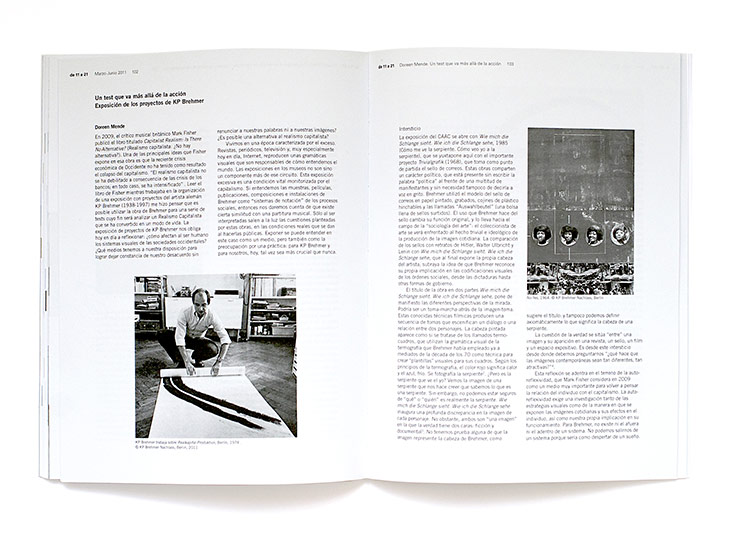 de 11 a 21 Marzo-Junio 2011 102
Un test que va más allá de la acción
Exposición de los proyectos de KP Brehmer
Doreen Mende
En 2009, el crítico musical británico Mark Fisher
publicó el libro titulado Capitalist Realism: Is There
No Alternative? (Realismo capitalista: ¿No hay
alternativa?). Una de las principales ideas que Fisher
expone en esa obra es que la reciente crisis
económica de Occidente no ha tenido como resultado
el colapso del capitalismo. "El realismo capitalista no
se ha debilitado a consecuencia de las crisis de los
bancos; en todo caso, se ha intensificado". Leer el
libro de Fisher mientras trabajaba en la organización
de una exposición con proyectos del artista alemán
KP Brehmer (1938-1997) me hizo pensar que es
posible utilizar la obra de Brehmer para una serie de
tests cuyo fin será analizar un Realismo Capitalista
que se ha convertido en un modo de vida. La
exposición de proyectos de KP Brehmer nos obliga
hoy en día a reflexionar: ¿cómo afectan al ser humano
los sistemas visuales de las sociedades occidentales?
¿Qué modos tenemos a nuestra disposición para
lograr dejar constancia de nuestro desacuerdo sin
renunciar a nuestras palabras ni a nuestras imágenes?
¿Es posible una alternativa al realismo capitalista?
Vivimos en una época caracterizada por el exceso.
Revistas, periódicos, televisión y, muy especialmente
hoy en día, Internet, reproducen unas gramáticas
visuales que son responsables de cómo entendemos el
mundo. Las exposiciones en los museos no son sino
un componente más de ese circuito. Esta exposición
excesiva es una condición vital monitorizada por el
capitalismo. Si entendemos las muestras, películas,
publicaciones, composiciones e instalaciones de
Brehmer como "sistemas de notación" de los procesos
sociales, entonces nos daremos cuenta de que existe
cierta similitud con una partitura musical. Sólo al ser
interpretadas salen a la luz las cuestiones planteadas
por estas obras, en las condiciones reales que se dan
al hacerlas públicas. Exponer se puede entender en
este caso como un medio, pero también como la
preocupación por una práctica: para KP Brehmer y
para nosotros, hoy, tal vez sea más crucial que nunca.
KP Brehmer trabaja sobre Berlin, 1978.
© KP Brehmer Nachlass, Berlin, 2011.
de 11 a 21 Doreen Mende. Un test que va más allá de la acción 103
Intersticio
La exposición del CAAC se abre con Wie mich die
Schlange sieht. Wie ich die Schlange sehe, 1985
(Cómo me ve la serpiente. Cómo veo yo a la
serpiente), que se yuxtapone aquí con el importante
proyecto Trivialgrafik (1968), que toma como punto
de partida el sello de correos. Estas obras comparten
un carácter político, que está presente sin escribir la
palabra "política" al frente de una multitud de
manifestantes y sin necesidad tampoco de decirla a
voz en grito. Brehmer utilizó el modelo del sello de
correos en papel pintado, grabados, cojines de plástico
hinchables y las llamadas "Auswahlbeutel" (una bolsa
llena de sellos surtidos). El uso que Brehmer hace del
sello cambia su función original, y lo lleva hacia el
campo de la "sociología del arte": el coleccionista de
arte se verá enfrentado al hecho trivial e ideológico de
la producción de la imagen cotidiana. La comparación
de los sellos con retratos de Hitler, Walter Ulbricht y
Lenin con Wie mich die Schlange sieht. Wie ich die
Schlange sehe, que al final expone la propia cabeza
del artista, subraya la idea de que Brehmer reconoce
su propia implicación en las codificaciones visuales
de los órdenes sociales, desde las dictaduras hasta
otras formas de gobierno.
El título de la obra en dos partes Wie mich die
Schlange sieht. Wie ich die Schlange sehe, pone de
manifiesto las diferentes perspectivas de la mirada.
Podría ser un toma-marcha atrás de la imagen-toma.
Estas conocidas técnicas fílmicas producen una
secuencia de tomas que escenifican un diálogo o una
relación entre dos personajes. La cabeza pintada
aparece como si se tratase de los llamados termo-
cuadros, que utilizan la gramática visual de la
termografía que Brehmer había empleado ya a
mediados de la década de los 70 como técnica para
crear "plantillas" visuales para sus cuadros. Según los
principios de la termografía, el color rojo significa calor
y el azul, frío. Se fotografía la serpiente. ¿Pero es la
serpiente que se el yo? Vemos la imagen de una
serpiente que nos hace creer que sabemos lo que es
una serpiente. Sin embargo, no podemos estar seguros
de "qué" o "quién" es realmente la serpiente. Wie
mich die Schlange sieht. Wie ich die Schlange sehe
inaugura una profunda discrepancia en la imagen de
cada personaje. No obstante, ambos son "una imagen"
en la que la verdad tiene dos caras: ficción y
documental. No tenemos prueba alguna de qué la
imagen represente la cabeza de Brehmer, como
No No, 1968. © KP Brehmer Nachlass, Berlin.
sugiere el título, y tampoco podemos definir
axiomáticamente lo que significa la cabeza de una
serpiente.
La cuestión de la verdad se sitúa "entre" una
imagen y su aparición en una revista, un sello, un film
y un espacio expositivo. Es desde este intersticio
desde donde debemos preguntarnos "¿qué hace que
las imágenes contemporáneas sean tan diferentes, tan
atractivas?".
Esta reflexión se adentra en el terreno de la auto-
reflexividad, que Mark Fisher considera en 2009
como un medio muy importante para volver a pensar
la relación del individuo con el capitalismo. La auto-
reflexividad exige una investigación tanto de las
estrategias visuales como de la manera en que se
exponen las imágenes cotidianas y sus efectos en el
individuo, así como nuestra propia implicación en su
funcionamiento. Para Brehmer, no existe ni el afuera
ni el adentro de un sistema. No podemos salirnos de
un sistema porque sería como despertar de un sueño